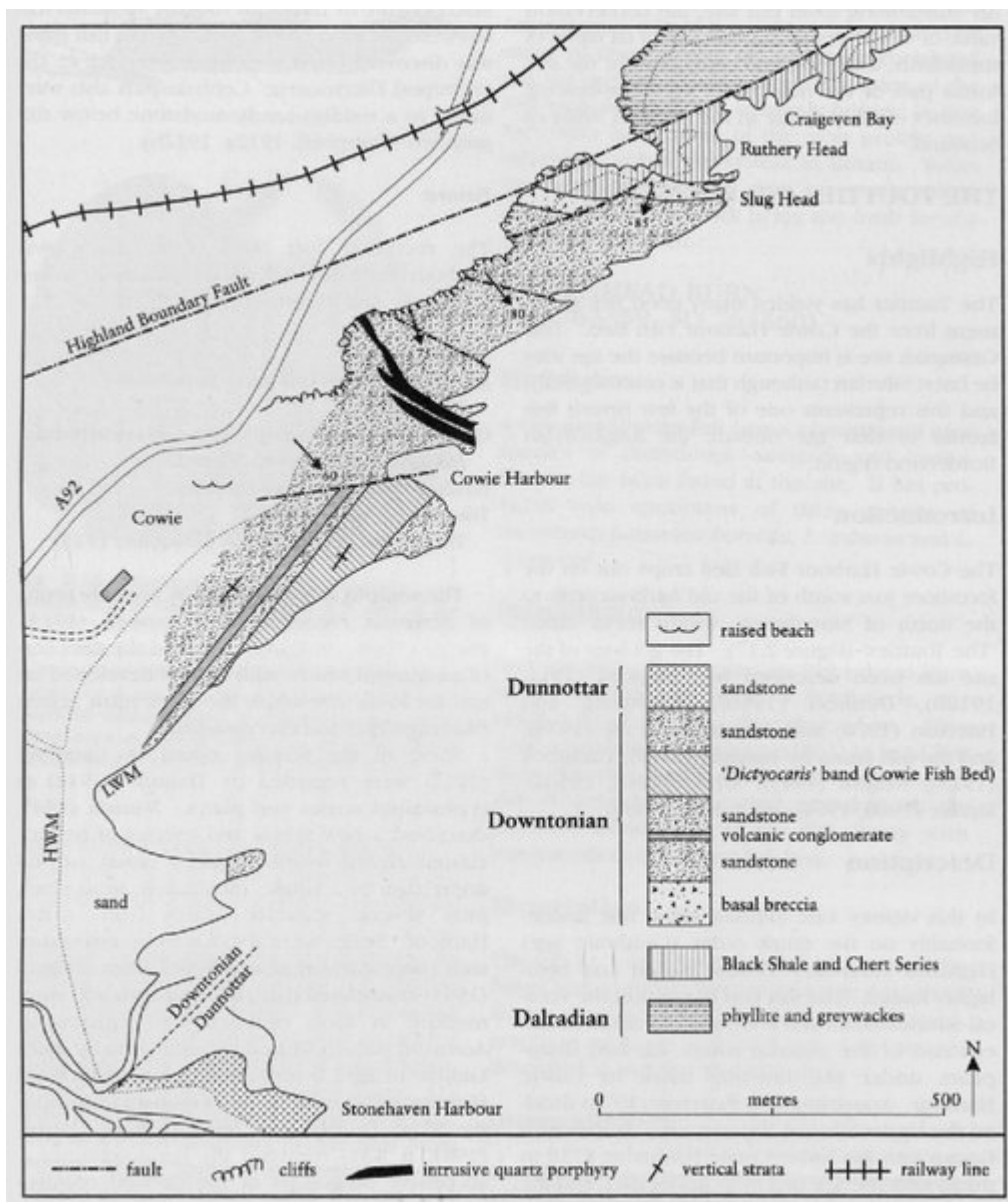 Craigeven Bay
Ruthery Head
Slug Head
85
80
Highland Boundary Fault
60
Cowie Harbour
A92
Cowie
LWM
HWM
sand
Downtonian
Dunnottar
Stonehaven Harbour
raised beach
Dunnottar
sandstone
sandstone
'Dictyocaris' band (Cowie Fish Bed)
Downtonian
sandstone
volcanic conglomerate
sandstone
basal breccia
Black Shale and Chert Series
Dalradian
phyllite and greywackes
N
0 metres 500
fault cliffs intrusive quartz porphyry vertical strata railway line